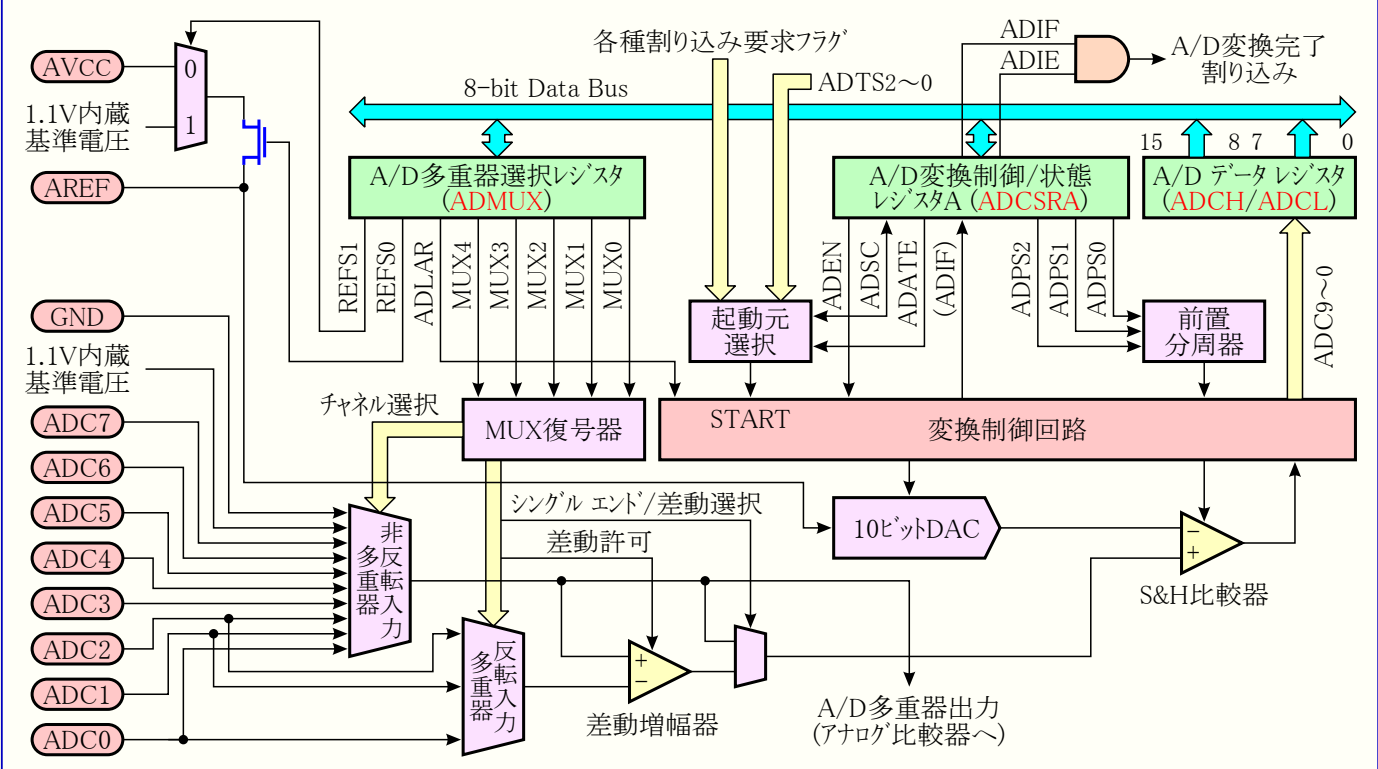 各種割り込み要求フラグ
ADIF
ADIE
A/D変換完了
割り込み
AVCC
0
1
1.1V内蔵
基準電圧
AREF
8-bit Data Bus
ADTS2～0
15
8 7
0
A/D多重器選択レジスタ
(ADMUX)
A/D変換制御/状態
レジスタA (ADCSRA)
A/D データ レジスタ
(ADCH/ADCL)
REFS1
REFS0
ADLAR
MUX4
MUX3
MUX2
MUX1
MUX0
ADEN
ADSC
ADATE
(ADIF)
ADPS2
ADPS1
ADPS0
ADC9～0
起動元
選択
前置
分周器
GND
1.1V内蔵
基準電圧
チャネル選択
MUX復号器
START
変換制御回路
ADC7
ADC6
ADC5
ADC4
ADC3
ADC2
ADC1
ADC0
シングル エンド/差動選択
差動許可
10ビットDAC
−
+
S&H比較器
非反転入力
多重器
反転入力
多重器
+
−
差動増幅器
A/D多重器出力
(アナログ比較器へ)